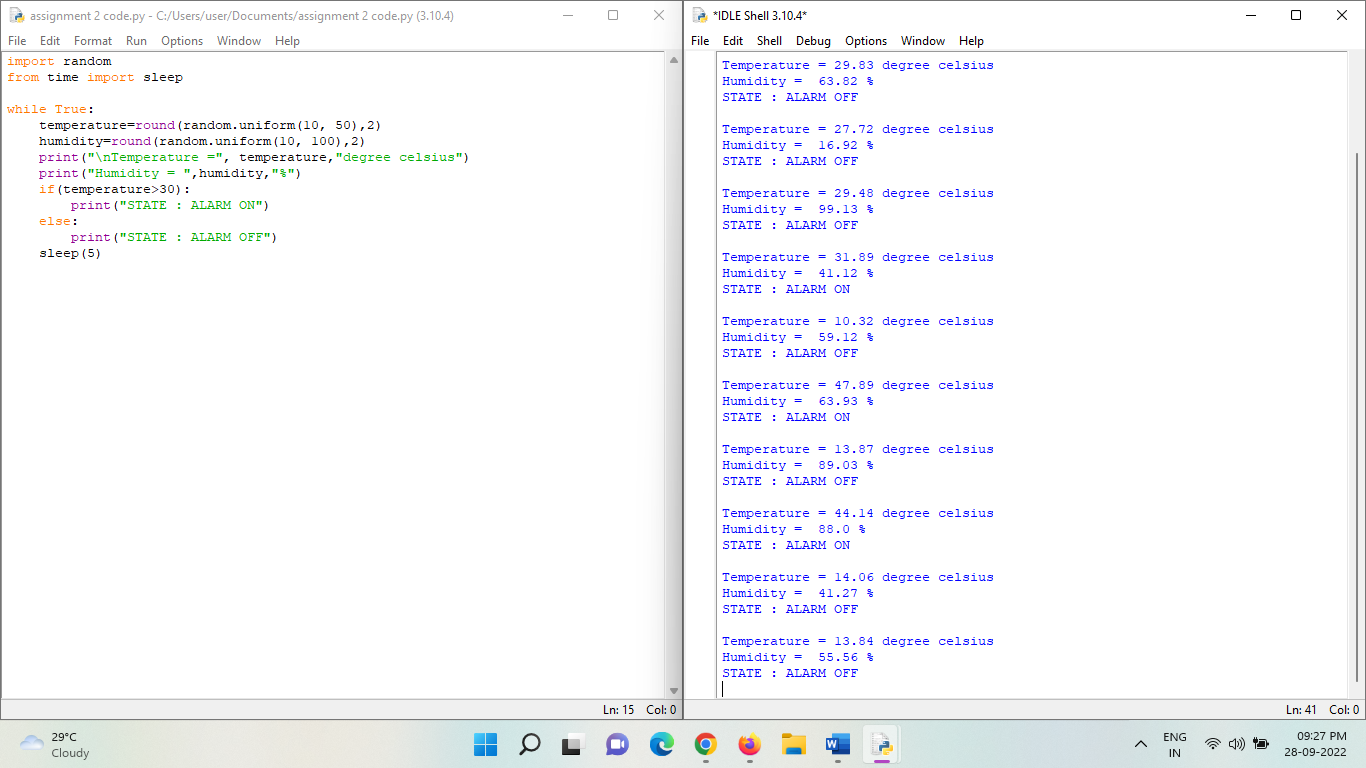 assignment 2 code.py - C:/Users/user/Documents/assignment 2 code.py (3.10.4)
File Edit Format Run Options Window Help
import random
from time import sleep
while True:
    temperature=round(random.uniform(10, 50),2)
    humidity=round(random.uniform(10, 100),2)
    print("\nTemperature =", temperature,"degree celsius")
    print("Humidity = ",humidity,"%")
    if(temperature>30):
        print("STATE : ALARM ON")
    else:
        print("STATE : ALARM OFF")
    sleep(5)
Ln: 15 Col: 0
*IDLE Shell 3.10.4*
File Edit Shell Debug Options Window Help
Temperature = 29.83 degree celsius
Humidity =  63.82 %
STATE : ALARM OFF
Temperature = 27.72 degree celsius
Humidity =  16.92 %
STATE : ALARM OFF
Temperature = 29.48 degree celsius
Humidity =  99.13 %
STATE : ALARM OFF
Temperature = 31.89 degree celsius
Humidity =  41.12 %
STATE : ALARM ON
Temperature = 10.32 degree celsius
Humidity =  59.12 %
STATE : ALARM OFF
Temperature = 47.89 degree celsius
Humidity =  63.93 %
STATE : ALARM ON
Temperature = 13.87 degree celsius
Humidity =  89.03 %
STATE : ALARM OFF
Temperature = 44.14 degree celsius
Humidity =  88.0 %
STATE : ALARM ON
Temperature = 14.06 degree celsius
Humidity =  41.27 %
STATE : ALARM OFF
Temperature = 13.84 degree celsius
Humidity =  55.56 %
STATE : ALARM OFF
Ln: 41 Col: 0
29°C
Cloudy
ENG
IN
09:27 PM
28-09-2022